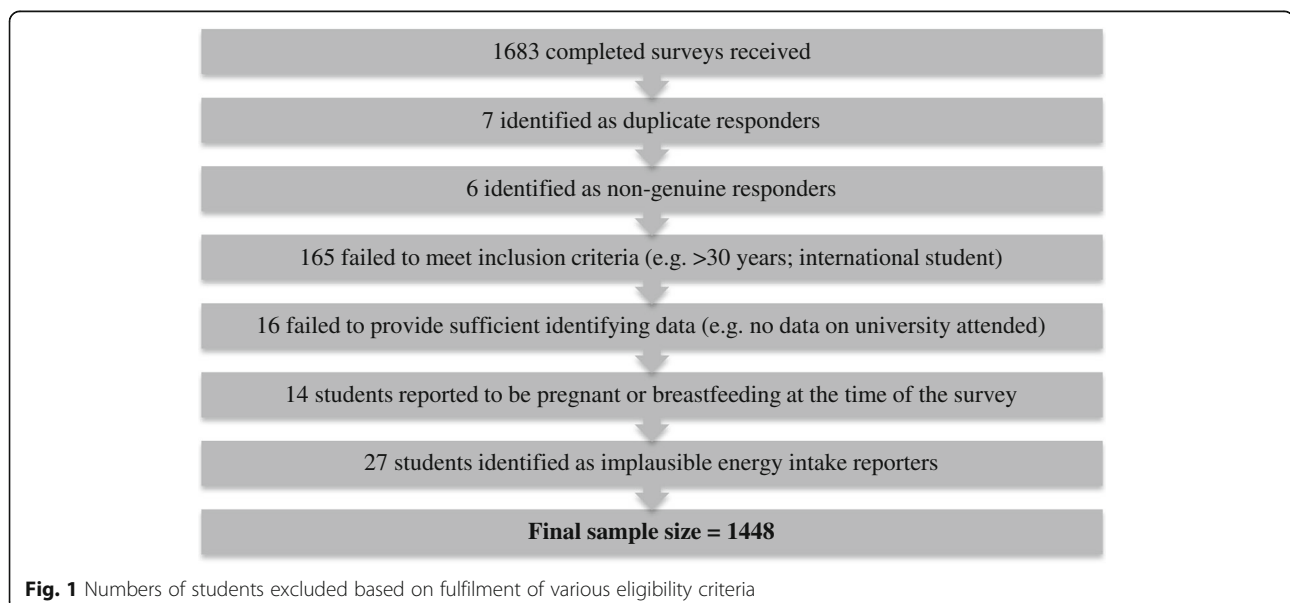 1683 completed surveys received
7 identified as duplicate responders
6 identified as non-genuine responders
165 failed to meet inclusion criteria (e.g. >30 years; international student)
16 failed to provide sufficient identifying data (e.g. no data on university attended)
14 students reported to be pregnant or breastfeeding at the time of the survey
27 students identified as implausible energy intake reporters
Final sample size = 1448
Fig. 1 Numbers of students excluded based on fulfilment of various eligibility criteria